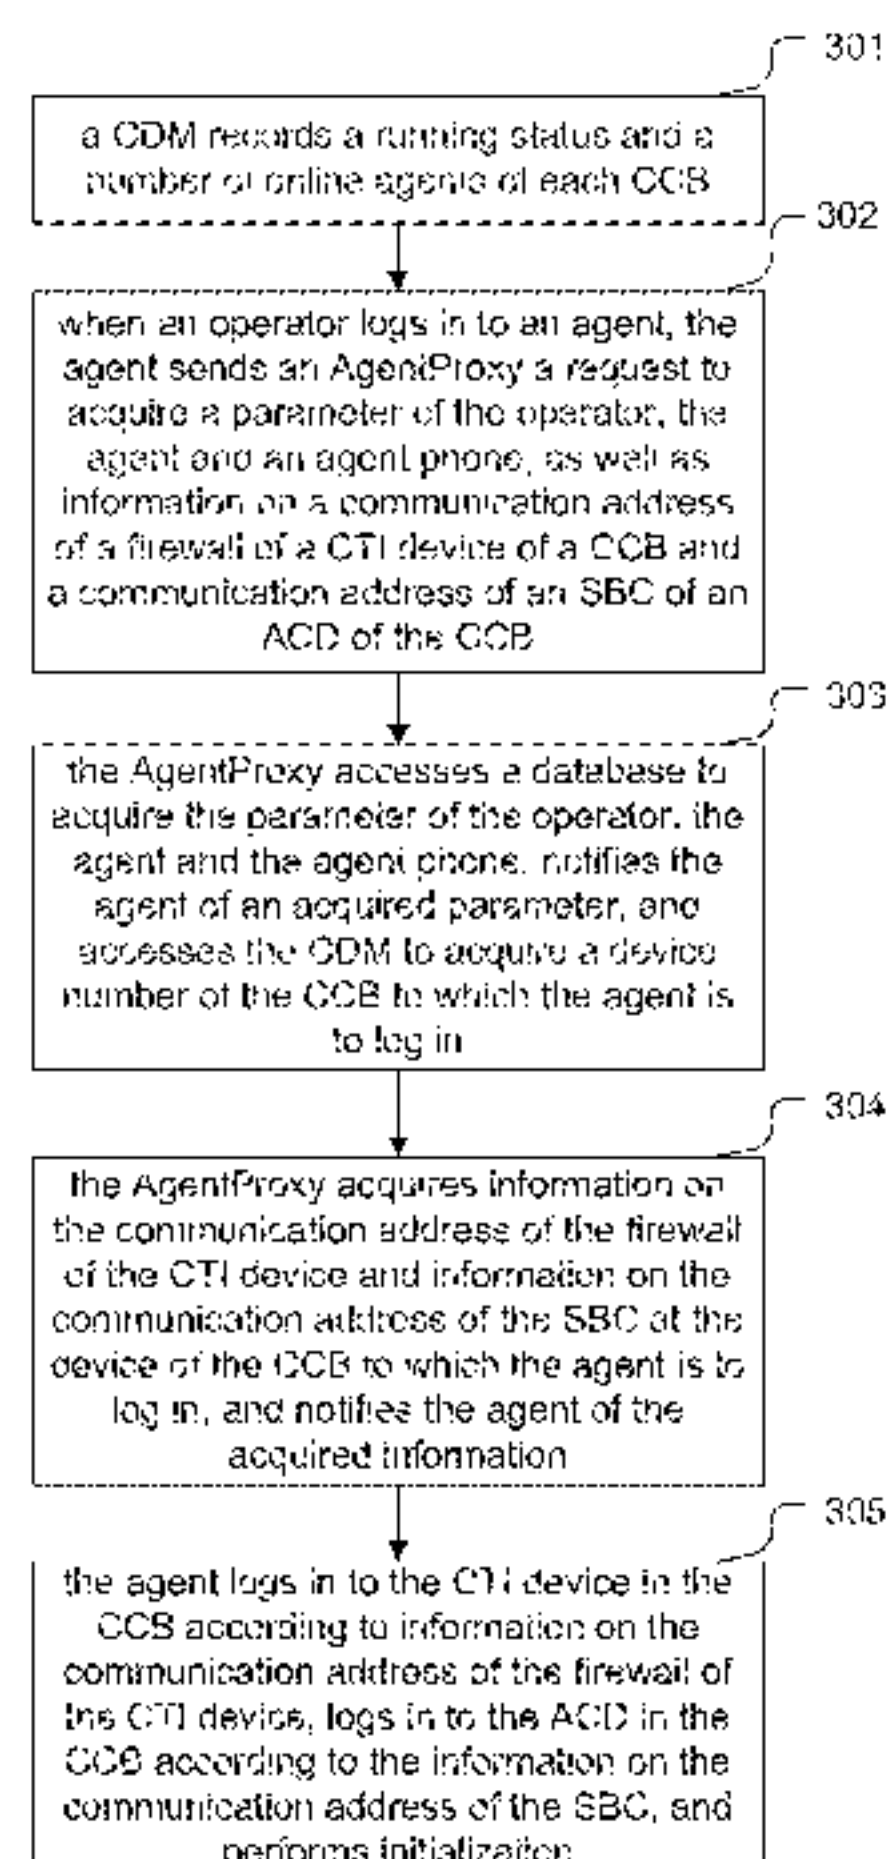 301
a CDM records a running status and a
number of online agents of each CCB
302
when an operator logs in to an agent, the
agent sends an AgentProxy a request to
acquire a parameter of the operator, the
agent and an agent phone, as well as
information on a communication address
of a firewall of a CTI device of a CCB and
a communication address of an SBC of an
ACD of the CCB
303
the AgentProxy accesses a database to
acquire the parameter of the operator, the
agent and the agent phone, notifies the
agent of an acquired parameter, and
accesses the CDM to acquire a device
number of the CCB to which the agent is
to log in
304
the AgentProxy acquires information on
the communication address of the firewall
of the CTI device and information on the
communication address of the SBC at the
device of the CCB to which the agent is to
log in, and notifies the agent of the
acquired information
305
the agent logs in to the CTI device in the
CCB according to information on the
communication address of the firewall of
the CTI device, logs in to the ACD in the
CCB according to the information on the
communication address of the SBC, and
performs initialization